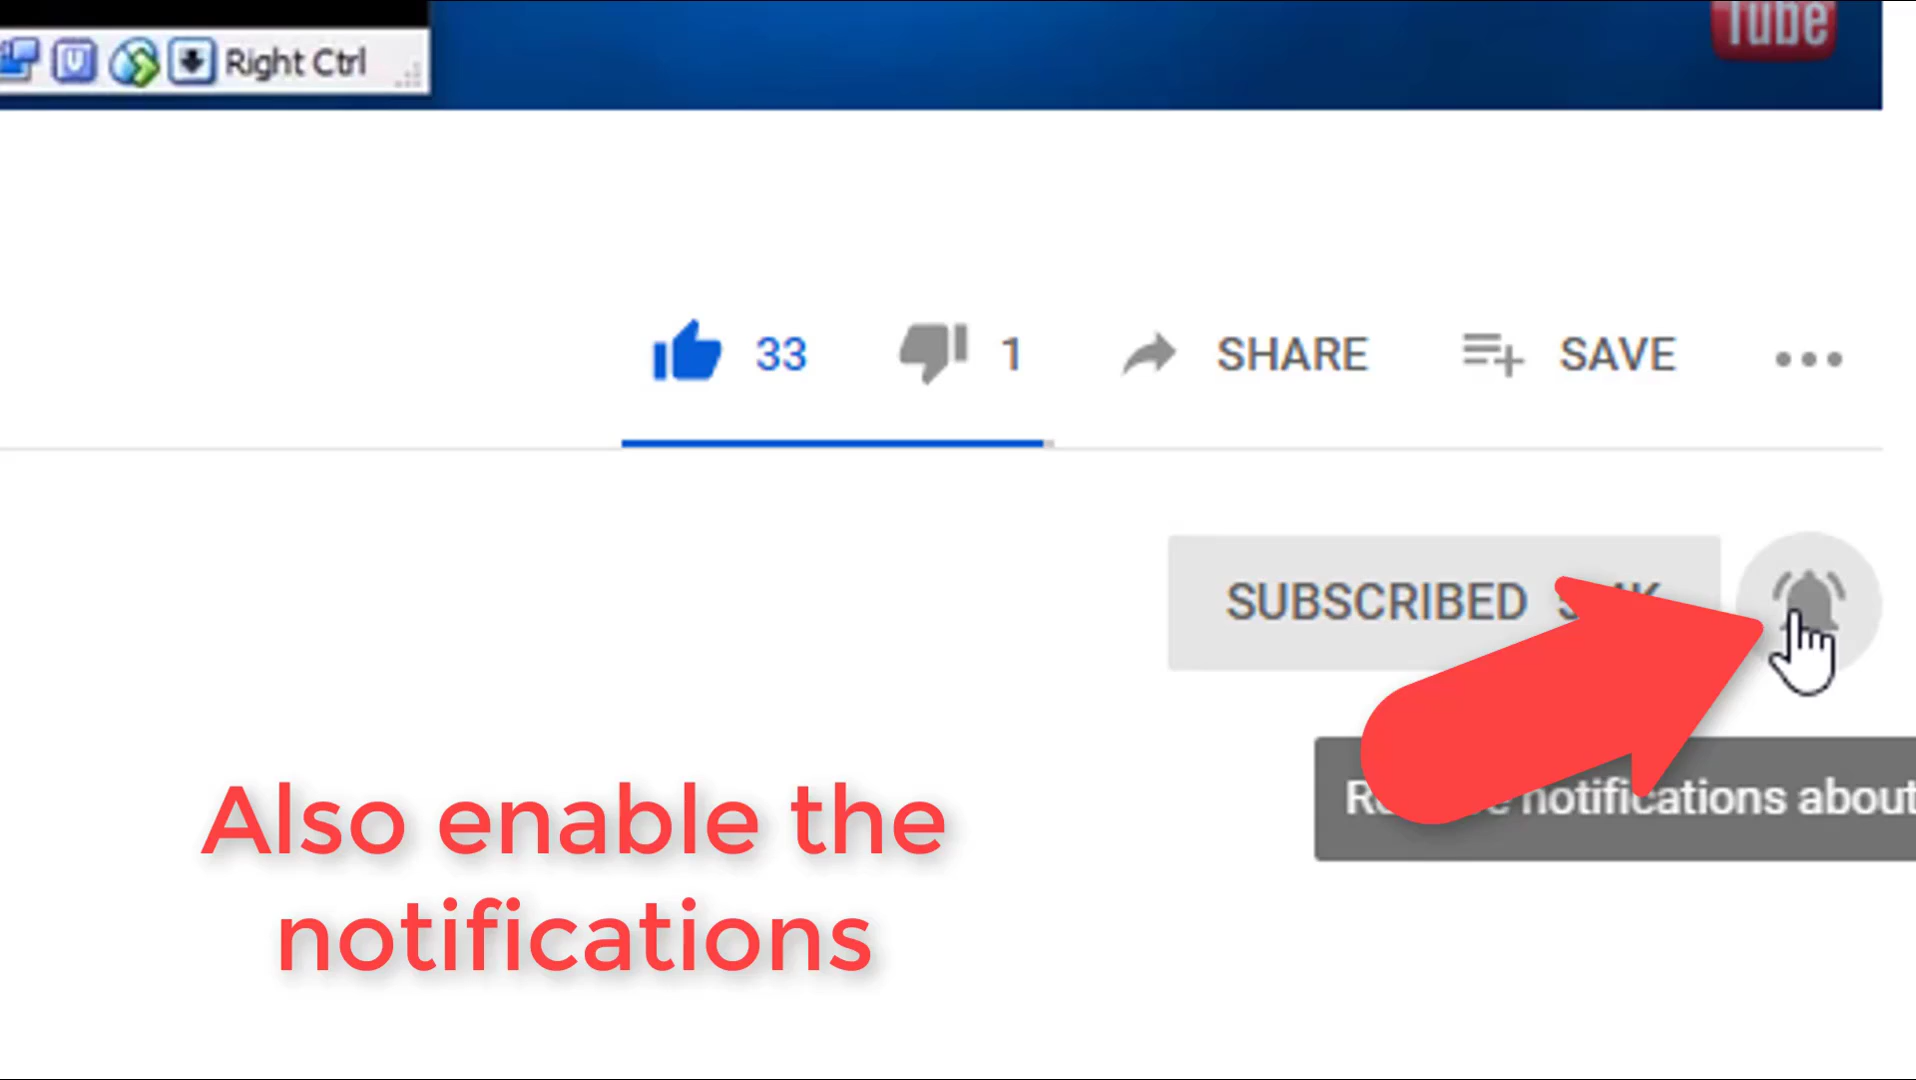 Tube
Right Ctrl
33 1 SHARE SAVE
SUBSCRIBED
notifications about
Also enable the
notifications